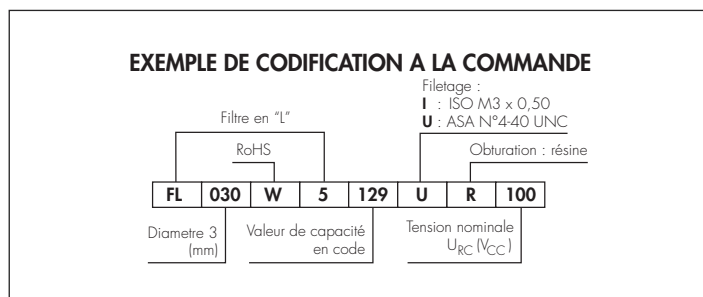 EXEMPLE DE CODIFICATION A LA COMMANDE
Filetage :
I : ISO M3 x 0,50
U : ASA N°4-40 UNC
Filtre en "L"
RoHS
Obturation : résine
FL 030 W 5 129 U R 100
Diametre 3
(mm)
Valeur de capacité
en code
Tension nominale
URC (VCC)